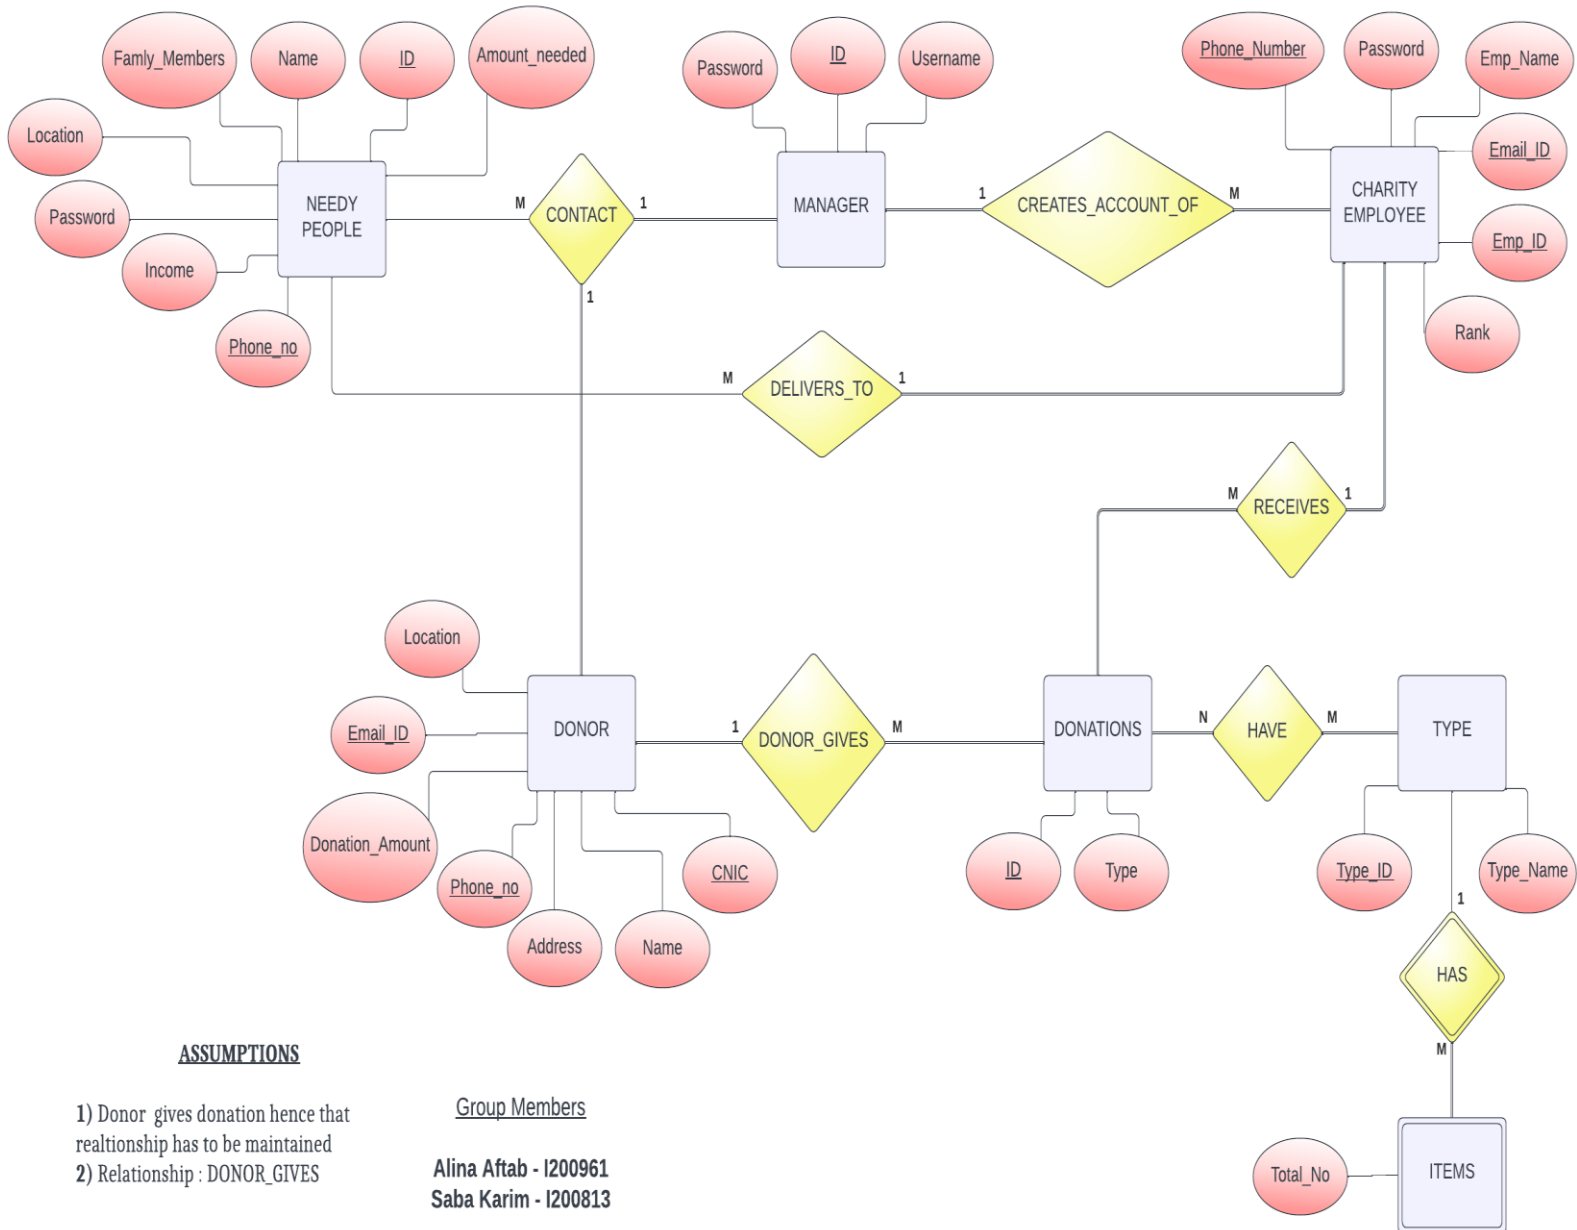 Famly_Members
Name
ID
Amount_needed
Password
ID
Username
Phone_Number
Password
Emp_Name
Location
Email_ID
NEEDY
PEOPLE
M
CONTACT
1
MANAGER
1
CREATES_ACCOUNT_OF
M
CHARITY
EMPLOYEE
Password
Emp_ID
Income
1
Phone_no
Rank
M
DELIVERS_TO
1
M
RECEIVES
1
Location
Email_ID
DONOR
1
DONOR_GIVES
M
DONATIONS
N
HAVE
M
TYPE
Donation_Amount
Phone_no
CNIC
ID
Type
Type_ID
Type_Name
Address
Name
1
HAS
M
ASSUMPTIONS
1) Donor gives donation hence that
realtionship has to be maintained
2) Relationship : DONOR_GIVES
Group Members
Alina Aftab - I200961
Saba Karim - I200813
Total_No
ITEMS